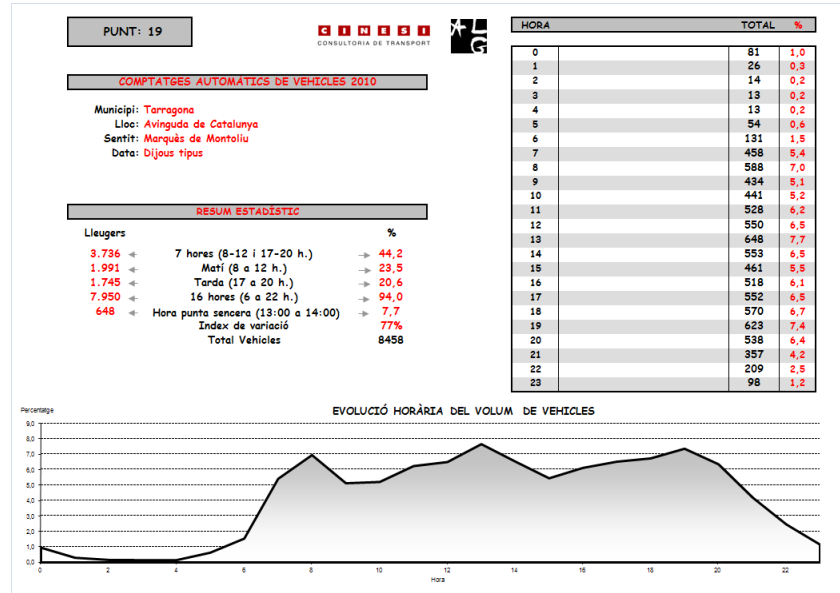 PUNT: 19
CINESI
CONSULTORIA DE TRANSPORT
ALG
COMPTATGES AUTOMÀTICS DE VEHICLES 2010
Municipi: Tarragona
Lloc: Avinguda de Catalunya
Sentit: Marquès de Montoliu
Data: Dijous tipus
RESUM ESTADÍSTIC
Lleugers %
3.736 7 hores (8-12 i 17-20 h.) 44,2
1.991 Matí (8 a 12 h.) 23,5
1.745 Tarda (17 a 20 h.) 20,6
7.950 16 hores (6 a 22 h.) 94,0
648 Hora punta sencera (13:00 a 14:00) 7,7
Index de variació 77%
Total Vehicles 8458
HORA TOTAL %
0 81 1,0
1 26 0,3
2 14 0,2
3 13 0,2
4 13 0,2
5 54 0,6
6 131 1,5
7 458 5,4
8 588 7,0
9 434 5,1
10 441 5,2
11 528 6,2
12 550 6,5
13 648 7,7
14 553 6,5
15 461 5,5
16 518 6,1
17 552 6,5
18 570 6,7
19 623 7,4
20 538 6,4
21 357 4,2
22 209 2,5
23 98 1,2
EVOLUCIÓ HORÀRIA DEL VOLUM DE VEHICLES
Percentatge
9,0
8,0
7,0
6,0
5,0
4,0
3,0
2,0
1,0
0,0
0 2 4 6 8 10 12 14 16 18 20 22
Hora